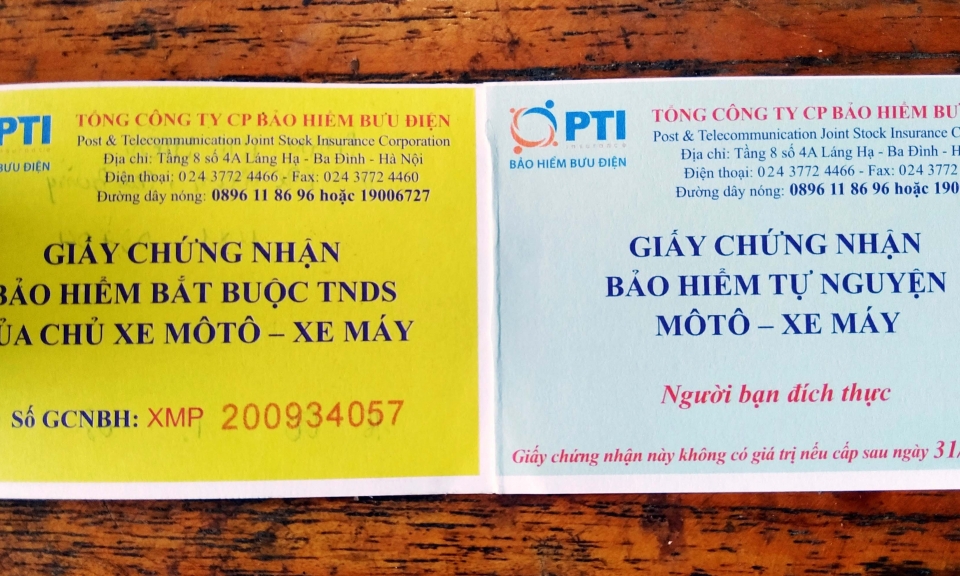 PTI
BƯU ĐIỆN
TỔNG CÔNG TY CP BẢO HIỂM BƯU ĐIỆN
Post & Telecommunication Joint Stock Insurance Corporation
Địa chỉ: Tầng 8 số 4A Láng Hạ - Ba Đình - Hà Nội
Điện thoại: 024 3772 4466 - Fax: 024 3772 4460
Đường dây nóng: 0896 11 86 96 hoặc 19006727
GIẤY CHỨNG NHẬN
BẢO HIỂM BẮT BUỘC TNDS
ỦA CHỦ XE MÔTÔ – XE MÁY
Số GCNBH: XMP 200934057
PTI
BẢO HIỂM BƯU ĐIỆN
TỔNG CÔNG TY CP BẢO HIỂM
Post & Telecommunication Joint Stock Insurance
Địa chỉ: Tầng 8 số 4A Láng Hạ - Ba Đình -
Điện thoại: 024 3772 4466 - Fax: 024 3772
Đường dây nóng: 0896 11 86 96 hoặc
GIẤY CHỨNG NHẬN
BẢO HIỂM TỰ NGUYỆN
MÔTÔ – XE MÁY
Người bạn đích thực
Giấy chứng nhận này không có giá trị nếu cấp sau ngày 31/